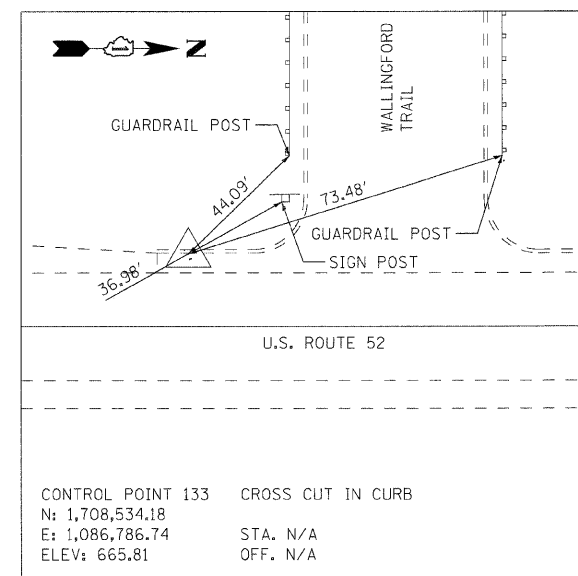 N
WALLINGFORD
TRAIL
GUARDRAIL POST
44.09'
73.48'
GUARDRAIL POST
SIGN POST
36.98'
U.S. ROUTE 52
CONTROL POINT 133 CROSS CUT IN CURB
N: 1,708,534.18
E: 1,086,786.74 STA. N/A
ELEV: 665.81 OFF. N/A